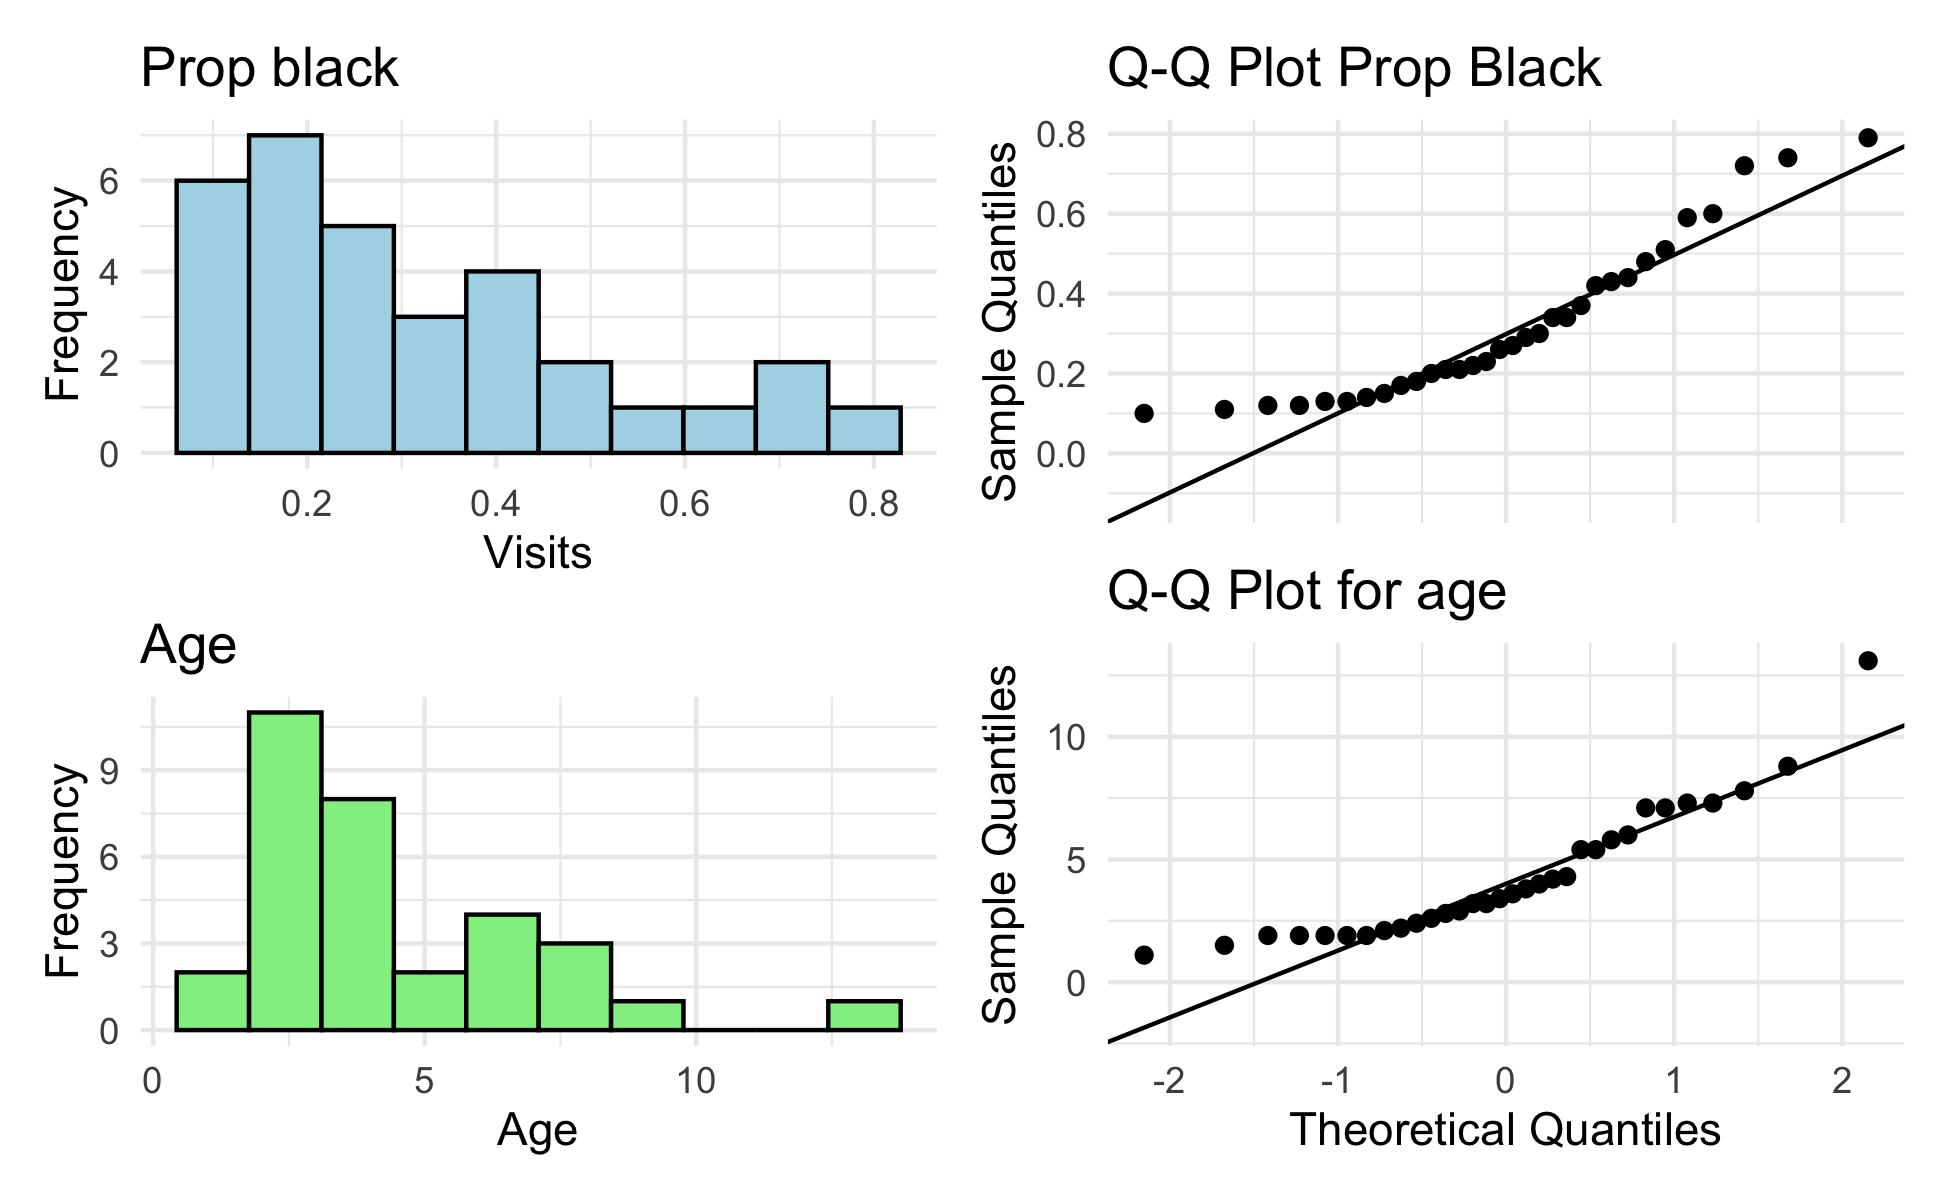 Prop black
Frequency
6
4
2
0
0.2 0.4 0.6 0.8
Visits
Q-Q Plot Prop Black
Sample Quantiles
0.8
0.6
0.4
0.2
0.0
Age
Frequency
9
6
3
0
0 5 10
Age
Q-Q Plot for age
Sample Quantiles
10
5
0
-2 -1 0 1 2
Theoretical Quantiles